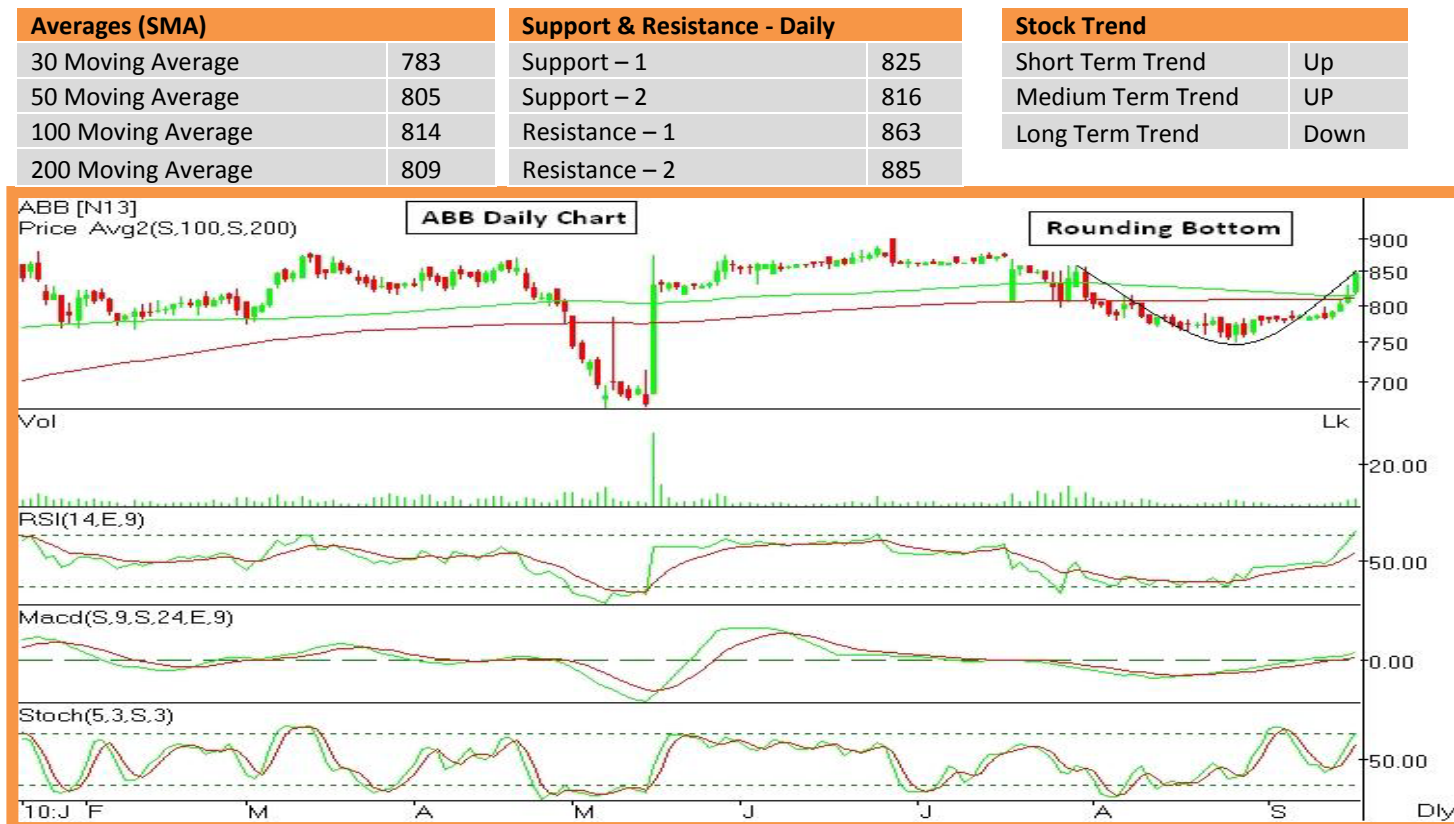 Averages (SMA)
30 Moving Average 783
50 Moving Average 805
100 Moving Average 814
200 Moving Average 809
Support & Resistance - Daily
Support – 1 825
Support – 2 816
Resistance – 1 863
Resistance – 2 885
Stock Trend
Short Term Trend Up
Medium Term Trend UP
Long Term Trend Down
ABB [N13]
Price Avg2(S,100,S,200)
ABB Daily Chart
Rounding Bottom
900
850
800
750
700
Vol
Lk
20.00
RSI(14,E,9)
50.00
Macd(S,9,S,24,E,9)
0.00
Stoch(5,3,S,3)
50.00
'10:J 'F 'M 'A 'M 'J 'J 'A 'S Dly